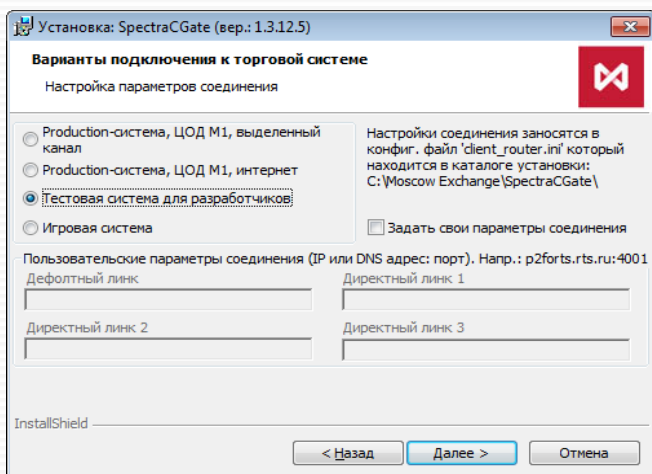 Установка: SpectraCGate (вер.: 1.3.12.5)
Варианты подключения к торговой системе
Настройка параметров соединения
Production-система, ЦОД М1, выделенный
канал
Production-система, ЦОД М1, интернет
Тестовая система для разработчиков
Игровая система
Настройки соединения заносятся в
конфиг. файл 'client_router.ini' который
находится в каталоге установки:
C:\Moscow Exchange\SpectraCGate\
Задать свои параметры соединения
Пользовательские параметры соединения (IP или DNS адрес: порт). Напр.: p2forts.rts.ru:4001
Дефолтный линк
Директный линк 1
Директный линк 2
Директный линк 3
InstallShield
< Назад
Далее >
Отмена